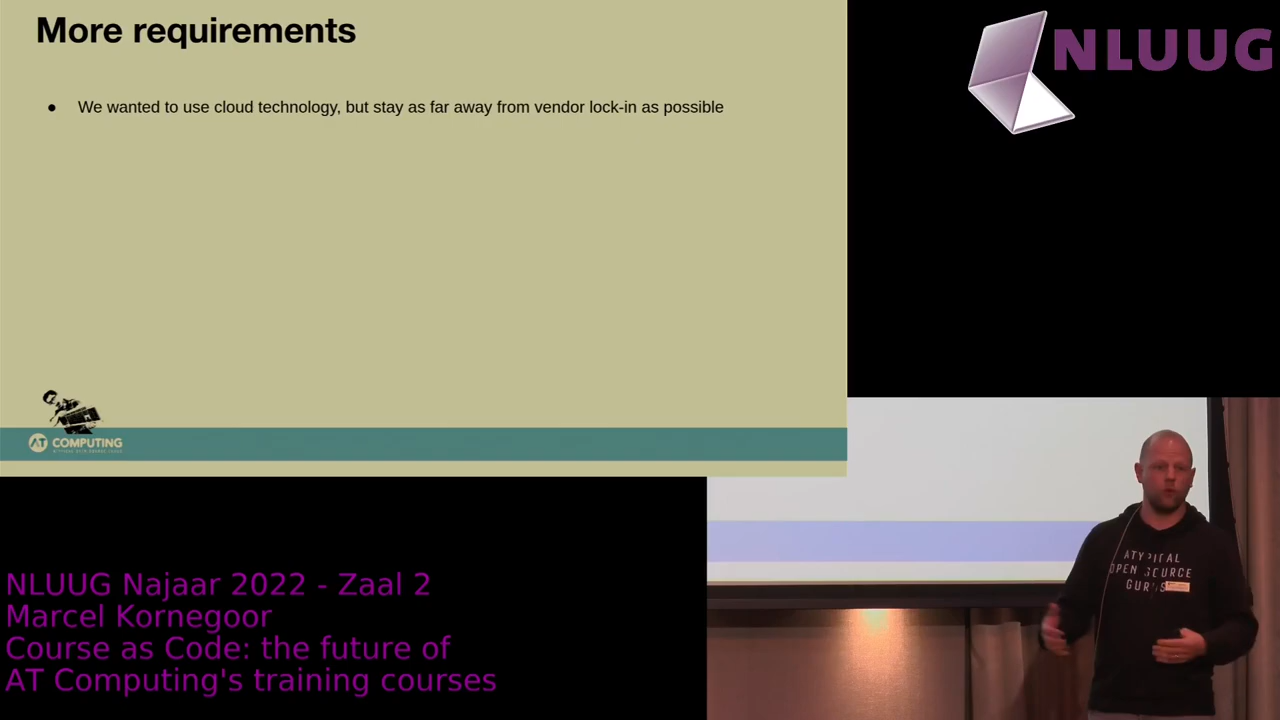 More requirements
● We wanted to use cloud technology, but stay as far away from vendor lock-in as possible
AT COMPUTING
NLUUG
ATYPICAL
OPEN SOURCE
GURUS
NLUUG Najaar 2022 - Zaal 2
Marcel Kornegoor
Course as Code: the future of
AT Computing's training courses